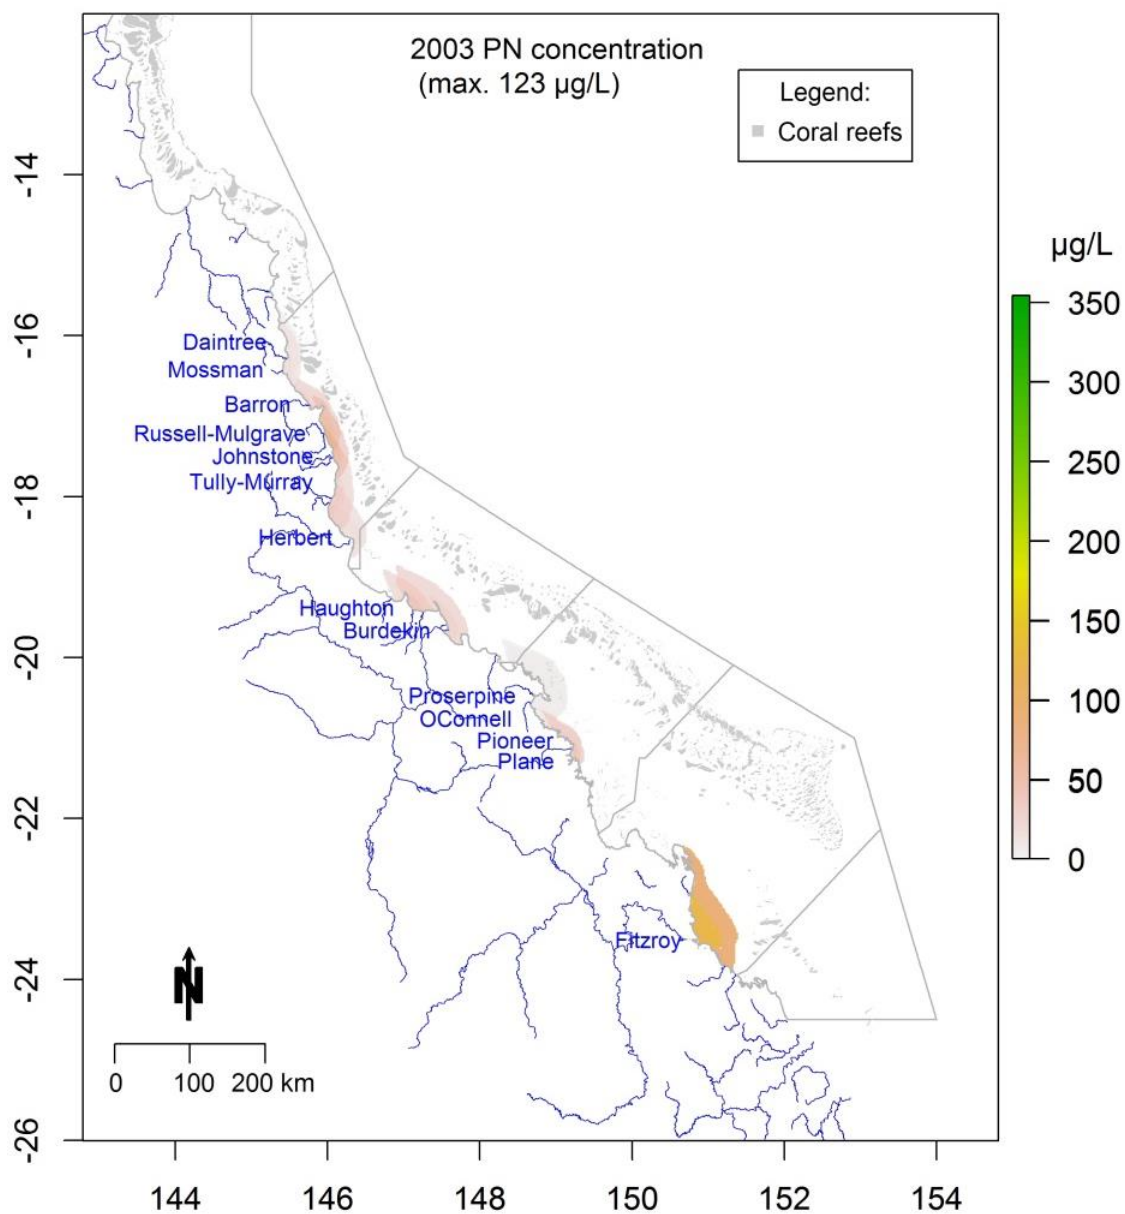 2003 PN concentration
(max. 123 µg/L)
Legend:
Coral reefs
-14
-16
-18
-20
-22
-24
-26
Daintree
Mossman
Barron
Russell-Mulgrave
Johnstone
Tully-Murray
Herbert
Haughton
Burdekin
Proserpine
OConnell
Pioneer
Plane
Fitzroy
N
0 100 200 km
144 146 148 150 152 154
µg/L
350
300
250
200
150
100
50
0